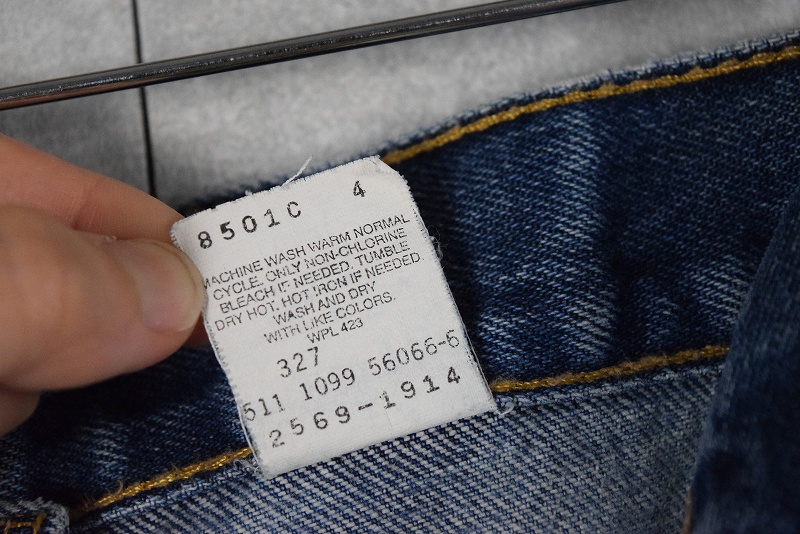 8501C 4
MACHINE WASH WARM NORMAL
CYCLE. ONLY NON-CHLORINE
BLEACH IF NEEDED. TUMBLE
DRY HOT. HOT IRON IF NEEDED
WASH AND DRY
WITH LIKE COLORS.
WPL 423
327
511 1099 56066-6
2569-1914